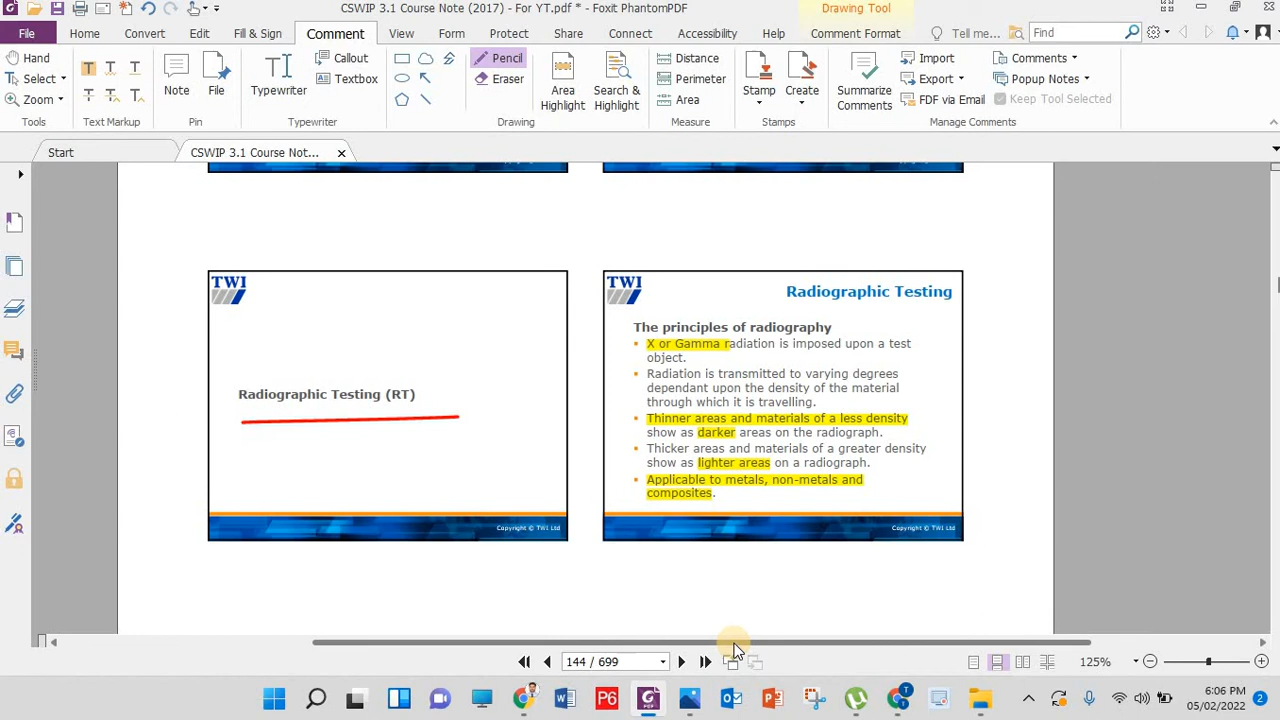 CSWIP 3.1 Course Note (2017) - For YT.pdf * - Foxit PhantomPDF
Drawing Tool
File Home Convert Edit Fill & Sign Comment View Form Protect Share Connect Accessibility Help Comment Format Tell me... Find
Hand
Select
Zoom
Tools
T T T
T T T
Text Markup
Note
File
Pin
Typewriter
Callout
Textbox
Typewriter
Pencil
Eraser
Area Highlight
Search & Highlight
Drawing
Distance
Perimeter
Area
Measure
Stamp
Create
Stamps
Summarize Comments
Import
Export
FDF via Email
Comments
Popup Notes
Keep Tool Selected
Manage Comments
Start
CSWIP 3.1 Course Not...
TWI
Radiographic Testing (RT)
Copyright © TWI Ltd
TWI
Radiographic Testing
The principles of radiography
▪ X or Gamma radiation is imposed upon a test
object.
▪ Radiation is transmitted to varying degrees
dependant upon the density of the material
through which it is travelling.
▪ Thinner areas and materials of a less density
show as darker areas on the radiograph.
▪ Thicker areas and materials of a greater density
show as lighter areas on a radiograph.
▪ Applicable to metals, non-metals and
composites.
Copyright © TWI Ltd
144 / 699
125%
P6
T
6:06 PM
05/02/2022
2